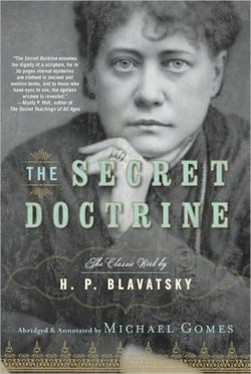 "The Secret Doctrine assumes
the dignity of a scripture, for in
its pages eternal mysteries
are clothed in ancient and
modern terms, and to those who
have eyes to see, the ageless
wisdom is revealed."
—Manly P. Hall, author of
The Secret Teachings of All Ages
THE SECRET
DOCTRINE
The Classic Work by
H. P. BLAVATSKY
Abridged & Annotated by MICHAEL GOMES